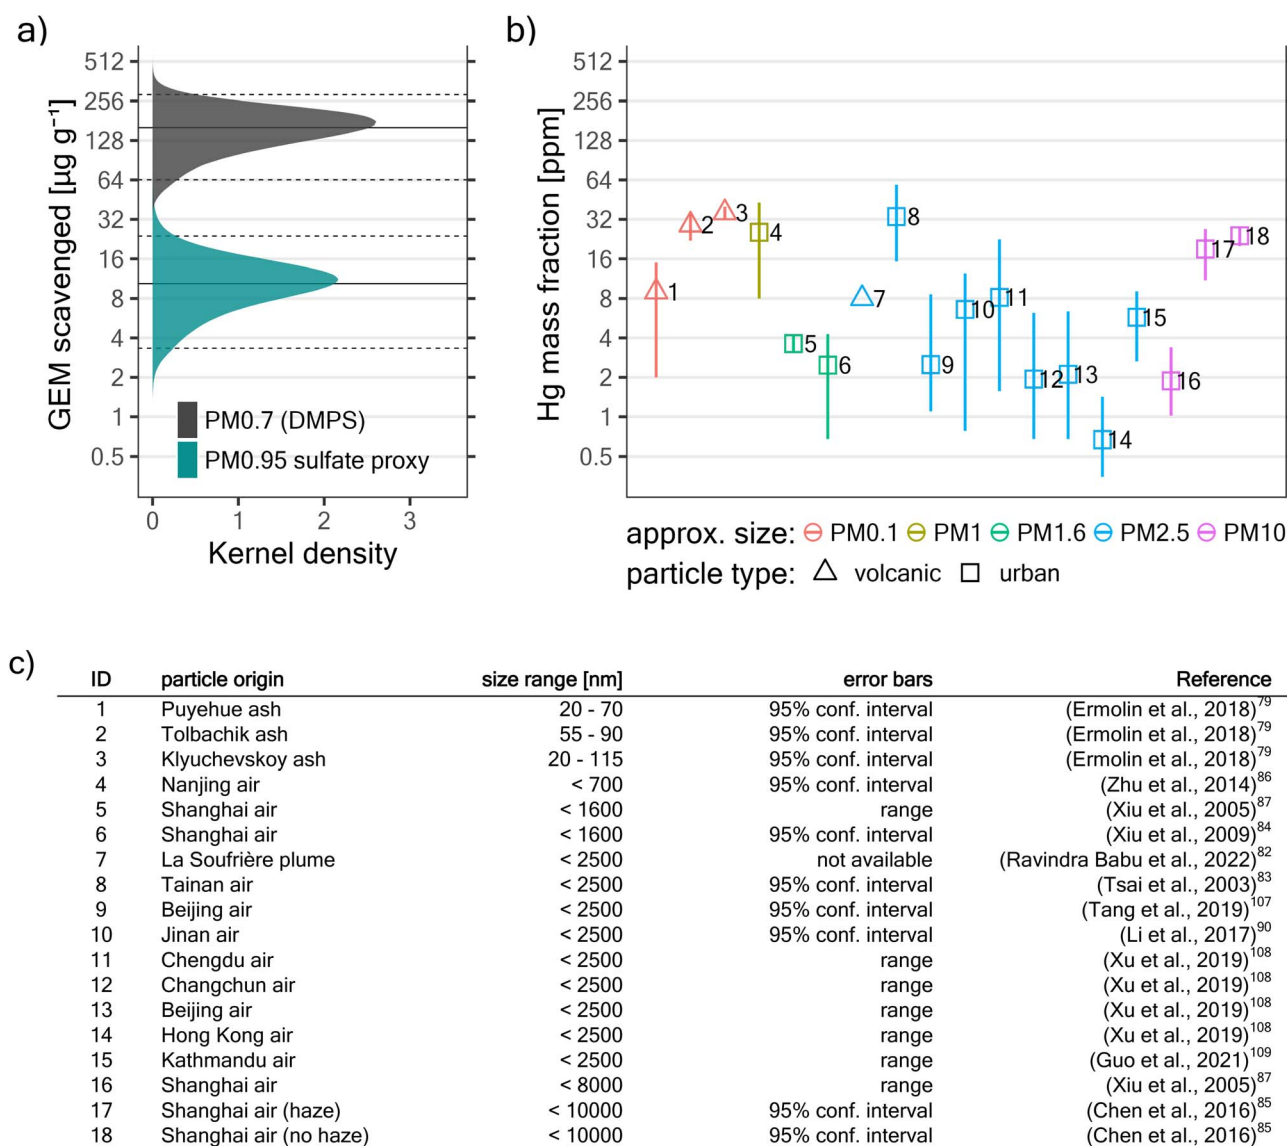 a)
GEM scavenged [µg g⁻¹]
512
256
128
64
32
16
8
4
2
1
0.5
PM0.7 (DMPS)
PM0.95 sulfate proxy
0 1 2 3
Kernel density
b)
Hg mass fraction [ppm]
512
256
128
64
32
16
8
4
2
1
0.5
1
2
3
4
5
6
7
8
9
10
11
12
13
14
15
16
17
18
approx. size: PM0.1 PM1 PM1.6 PM2.5 PM10
particle type: volcanic urban
c)
ID particle origin size range [nm] error bars Reference
1 Puyehue ash 20 - 70 95% conf. interval (Ermolin et al., 2018)⁷⁹
2 Tolbachik ash 55 - 90 95% conf. interval (Ermolin et al., 2018)⁷⁹
3 Klyuchevskoy ash 20 - 115 95% conf. interval (Ermolin et al., 2018)⁷⁹
4 Nanjing air < 700 95% conf. interval (Zhu et al., 2014)⁸⁶
5 Shanghai air < 1600 range (Xiu et al., 2005)⁸⁷
6 Shanghai air < 1600 95% conf. interval (Xiu et al., 2009)⁸⁴
7 La Soufrière plume < 2500 not available (Ravindra Babu et al., 2022)⁸²
8 Tainan air < 2500 95% conf. interval (Tsai et al., 2003)⁸³
9 Beijing air < 2500 95% conf. interval (Tang et al., 2019)¹⁰⁷
10 Jinan air < 2500 95% conf. interval (Li et al., 2017)⁹⁰
11 Chengdu air < 2500 range (Xu et al., 2019)¹⁰⁸
12 Changchun air < 2500 range (Xu et al., 2019)¹⁰⁸
13 Beijing air < 2500 range (Xu et al., 2019)¹⁰⁸
14 Hong Kong air < 2500 range (Xu et al., 2019)¹⁰⁸
15 Kathmandu air < 2500 range (Guo et al., 2021)¹⁰⁹
16 Shanghai air < 8000 range (Xiu et al., 2005)⁸⁷
17 Shanghai air (haze) < 10000 95% conf. interval (Chen et al., 2016)⁸⁵
18 Shanghai air (no haze) < 10000 95% conf. interval (Chen et al., 2016)⁸⁵